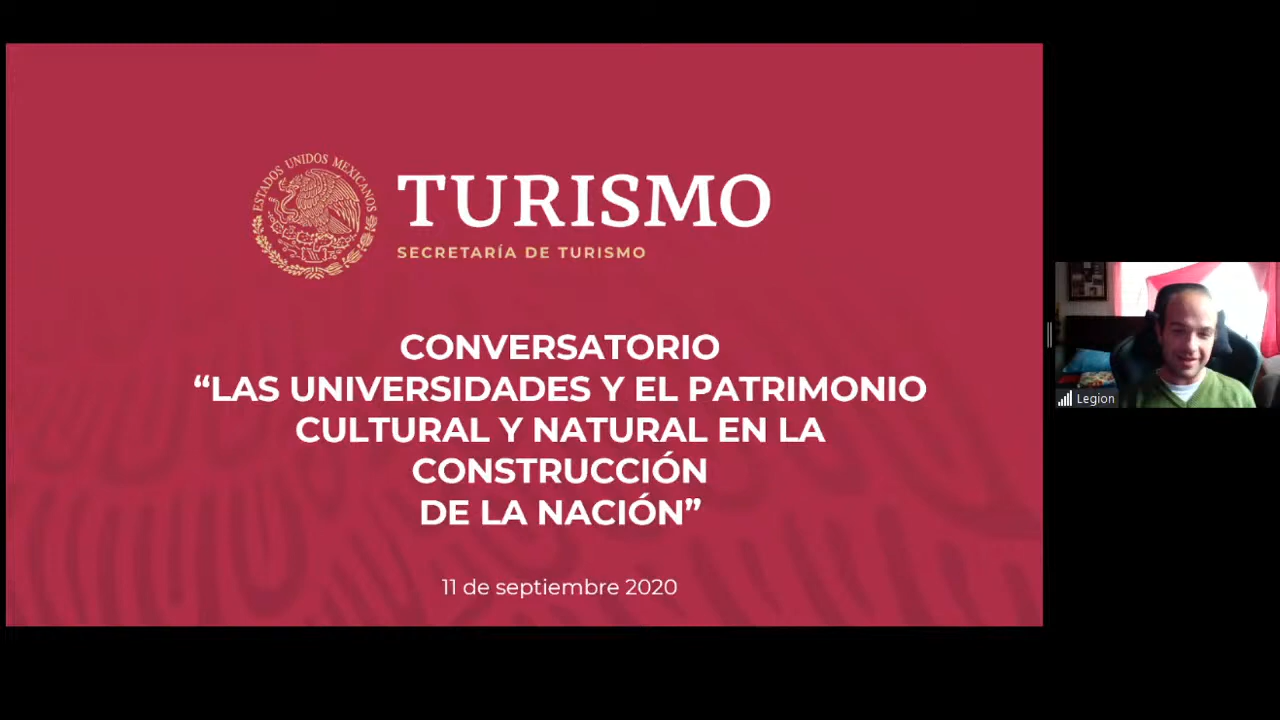 ESTADOS UNIDOS MEXICANOS
TURISMO
SECRETARÍA DE TURISMO
CONVERSATORIO
“LAS UNIVERSIDADES Y EL PATRIMONIO
CULTURAL Y NATURAL EN LA
CONSTRUCCIÓN
DE LA NACIÓN”
11 de septiembre 2020
Legion